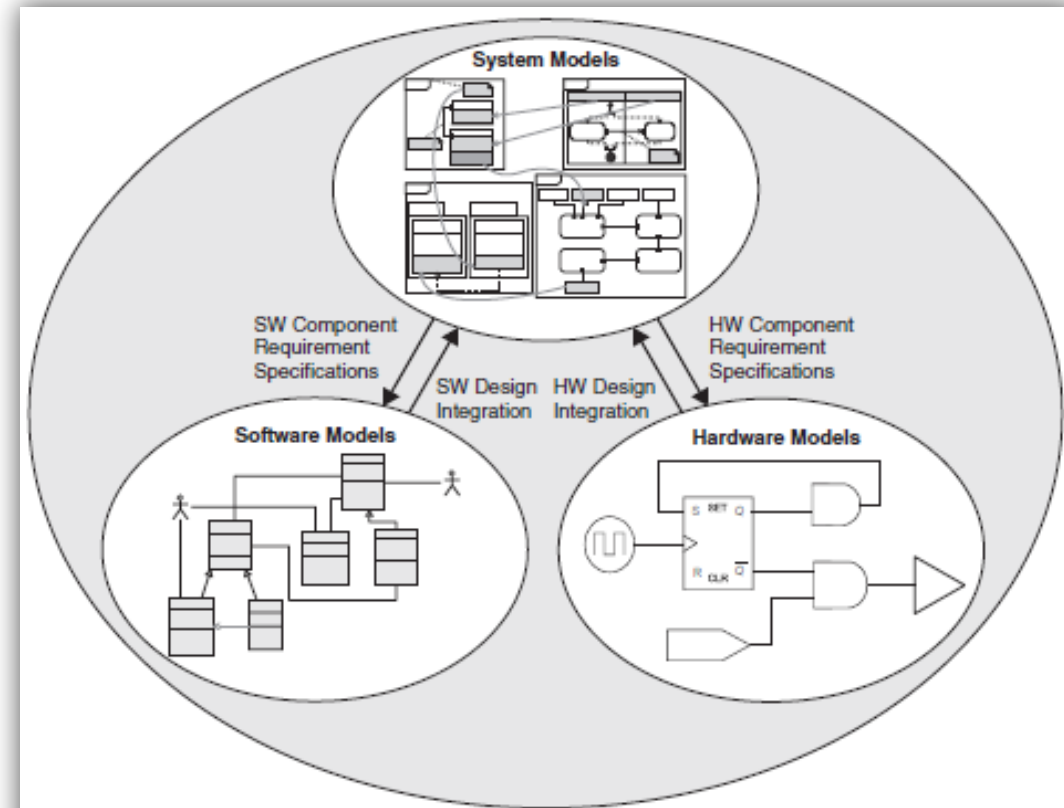 System Models
SW Component
Requirement
Specifications
HW Component
Requirement
Specifications
SW Design
Integration
HW Design
Integration
Software Models
Hardware Models
S SET Q
R CLR Q̅